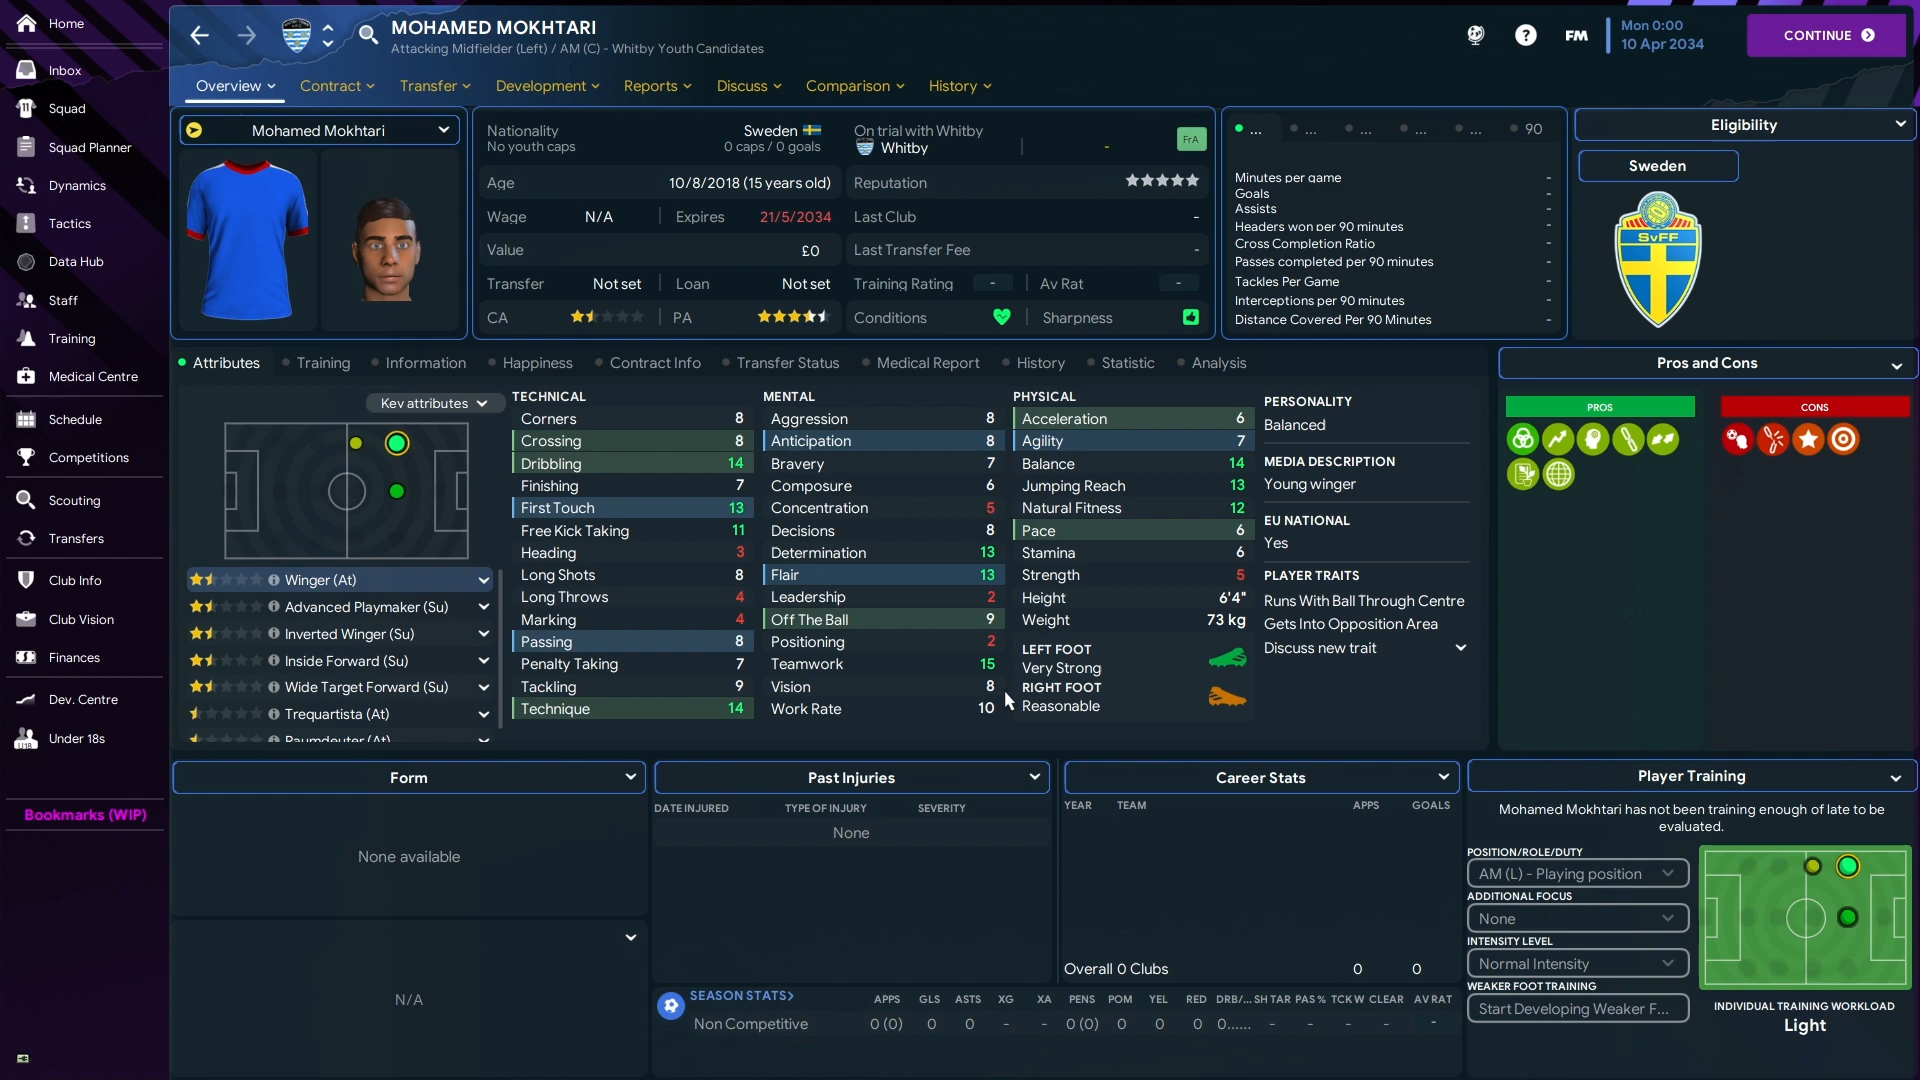 Home
Inbox
Squad
Squad Planner
Dynamics
Tactics
Data Hub
Staff
Training
Medical Centre
Schedule
Competitions
Scouting
Transfers
Club Info
Club Vision
Finances
Dev. Centre
Under 18s
Bookmarks (WIP)
MOHAMED MOKHTARI
Attacking Midfielder (Left) / AM (C) - Whitby Youth Candidates
? FM
Mon 0:00
10 Apr 2034
CONTINUE
Overview Contract Transfer Development Reports Discuss Comparison History
Mohamed Mokhtari
Nationality Sweden
No youth caps 0 caps / 0 goals
Age 10/8/2018 (15 years old)
Wage N/A Expires 21/5/2034
Value £0
Transfer Not set Loan Not set
CA PA
On trial with Whitby
Whitby - FrA
Reputation
Last Club -
Last Transfer Fee -
Training Rating - Av Rat -
Conditions Sharpness
... ... ... ... ... 90
Minutes per game -
Goals -
Assists -
Headers won per 90 minutes -
Cross Completion Ratio -
Passes completed per 90 minutes -
Tackles Per Game -
Interceptions per 90 minutes -
Distance Covered Per 90 Minutes -
Eligibility
Sweden
SvFF
Attributes Training Information Happiness Contract Info Transfer Status Medical Report History Statistic Analysis
Key attributes
Winger (At)
Advanced Playmaker (Su)
Inverted Winger (Su)
Inside Forward (Su)
Wide Target Forward (Su)
Trequartista (At)
Raumdeuter (At)
TECHNICAL
Corners 8
Crossing 8
Dribbling 14
Finishing 7
First Touch 13
Free Kick Taking 11
Heading 3
Long Shots 8
Long Throws 4
Marking 4
Passing 8
Penalty Taking 7
Tackling 9
Technique 14
MENTAL
Aggression 8
Anticipation 8
Bravery 7
Composure 6
Concentration 5
Decisions 8
Determination 13
Flair 13
Leadership 2
Off The Ball 9
Positioning 2
Teamwork 15
Vision 8
Work Rate 10
PHYSICAL
Acceleration 6
Agility 7
Balance 14
Jumping Reach 13
Natural Fitness 12
Pace 6
Stamina 6
Strength 5
Height 6'4"
Weight 73 kg
LEFT FOOT
Very Strong
RIGHT FOOT
Reasonable
PERSONALITY
Balanced
MEDIA DESCRIPTION
Young winger
EU NATIONAL
Yes
PLAYER TRAITS
Runs With Ball Through Centre
Gets Into Opposition Area
Discuss new trait
Pros and Cons
PROS CONS
Form
None available
N/A
Past Injuries
DATE INJURED TYPE OF INJURY SEVERITY
None
Career Stats
YEAR TEAM APPS GOALS
Overall 0 Clubs 0 0
SEASON STATS> APPS GLS ASTS XG XA PENS POM YEL RED DRB/... SH TAR PAS % TCK W CLEAR AV RAT
Non Competitive 0 (0) 0 0 - - 0 (0) 0 0 0 0...... - - - - -
Player Training
Mohamed Mokhtari has not been training enough of late to be
evaluated.
POSITION/ROLE/DUTY
AM (L) - Playing position
ADDITIONAL FOCUS
None
INTENSITY LEVEL
Normal Intensity
WEAKER FOOT TRAINING
Start Developing Weaker F...
INDIVIDUAL TRAINING WORKLOAD
Light